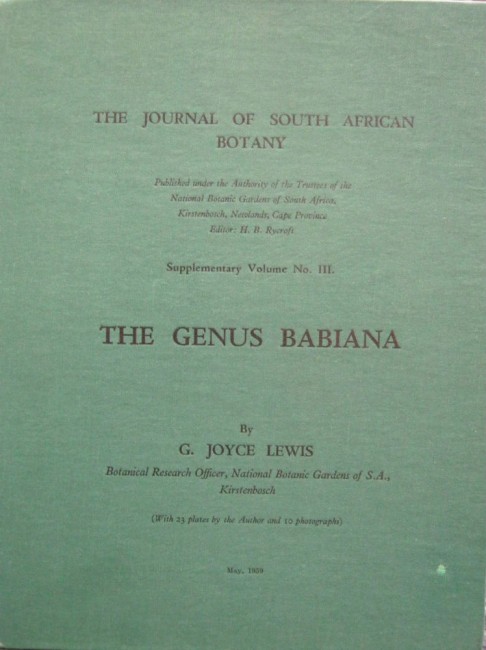 THE JOURNAL OF SOUTH AFRICAN
BOTANY
Published under the Authority of the Trustees of the
National Botanic Gardens of South Africa,
Kirstenbosch, Newlands, Cape Province
Editor: H. B. Rycroft
Supplementary Volume No. III.
THE GENUS BABIANA
By
G. JOYCE LEWIS
Botanical Research Officer, National Botanic Gardens of S.A.,
Kirstenbosch
(With 23 plates by the Author and 10 photographs)
May, 1959